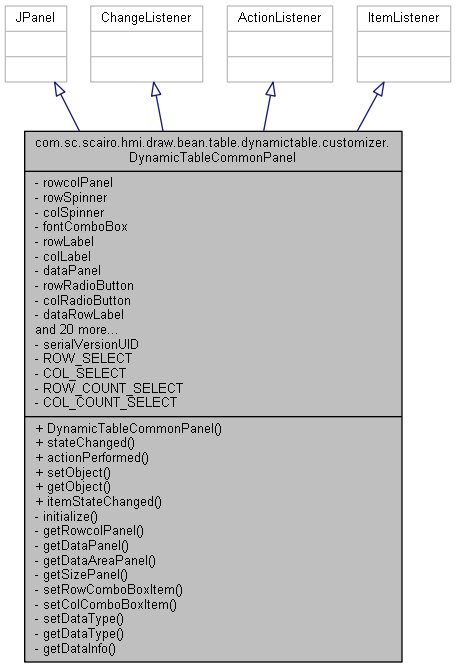 JPanel
ChangeListener
ActionListener
ItemListener
com.sc.scairo.hmi.draw.bean.table.dynamictable.customizer.
DynamicTableCommonPanel
- rowcolPanel
- rowSpinner
- colSpinner
- fontComboBox
- rowLabel
- colLabel
- dataPanel
- rowRadioButton
- colRadioButton
- dataRowLabel
and 20 more...
- serialVersionUID
- ROW_SELECT
- COL_SELECT
- ROW_COUNT_SELECT
- COL_COUNT_SELECT
+ DynamicTableCommonPanel()
+ stateChanged()
+ actionPerformed()
+ setObject()
+ getObject()
+ itemStateChanged()
- initialize()
- getRowcolPanel()
- getDataPanel()
- getDataAreaPanel()
- getSizePanel()
- setRowComboBoxItem()
- setColComboBoxItem()
- setDataType()
- getDataType()
- getDataInfo()